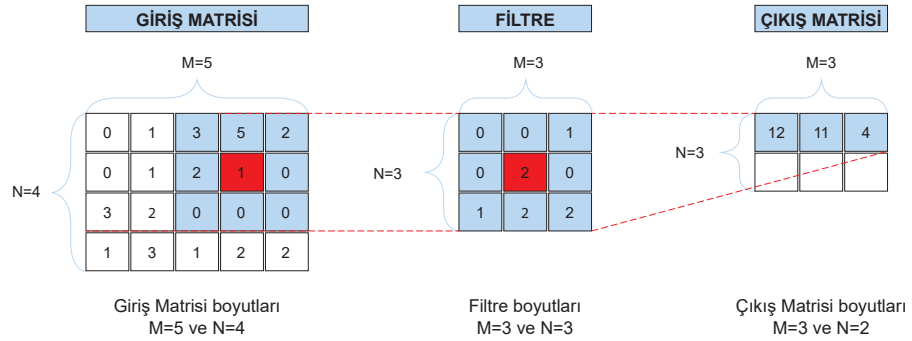 GİRİŞ MATRİSİ
FİLTRE
ÇIKIŞ MATRİSİ
M=5
M=3
M=3
N=4
N=3
N=3
0 1 3 5 2
0 1 2 1 0
3 2 0 0 0
1 3 1 2 2
0 0 1
0 2 0
1 2 2
12 11 4
Giriş Matrisi boyutları
M=5 ve N=4
Filtre boyutları
M=3 ve N=3
Çıkış Matrisi boyutları
M=3 ve N=2